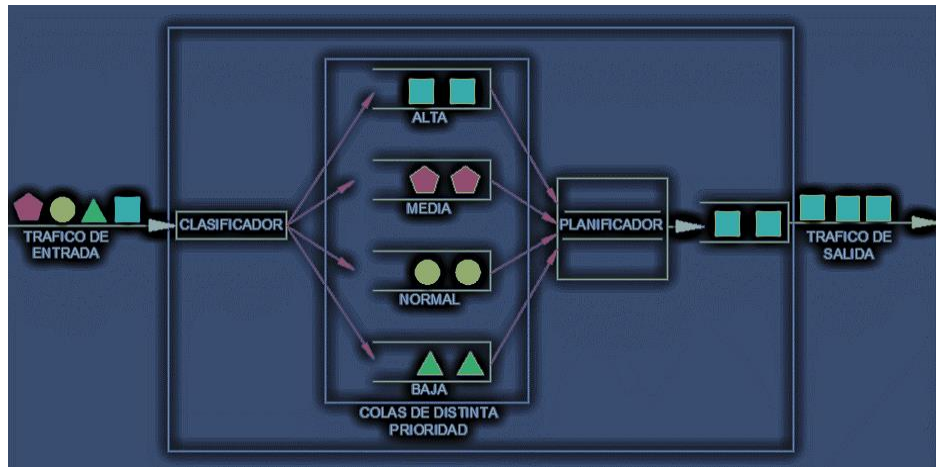 TRAFICO DE
ENTRADA
CLASIFICADOR
ALTA
MEDIA
NORMAL
BAJA
COLAS DE DISTINTA
PRIORIDAD
PLANIFICADOR
TRAFICO DE
SALIDA